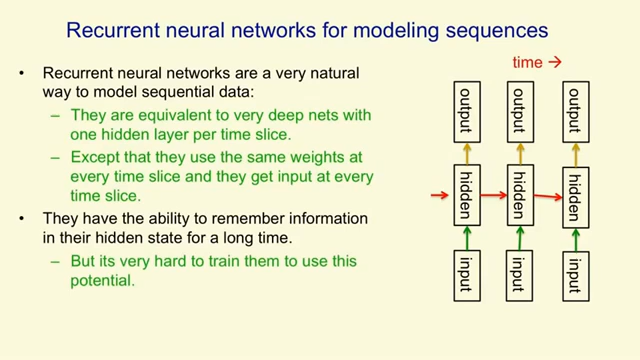 Recurrent neural networks for modeling sequences
• Recurrent neural networks are a very natural
way to model sequential data:
– They are equivalent to very deep nets with
one hidden layer per time slice.
– Except that they use the same weights at
every time slice and they get input at every
time slice.
• They have the ability to remember information
in their hidden state for a long time.
– But its very hard to train them to use this
potential.
time →
output output output
hidden hidden hidden
input input input